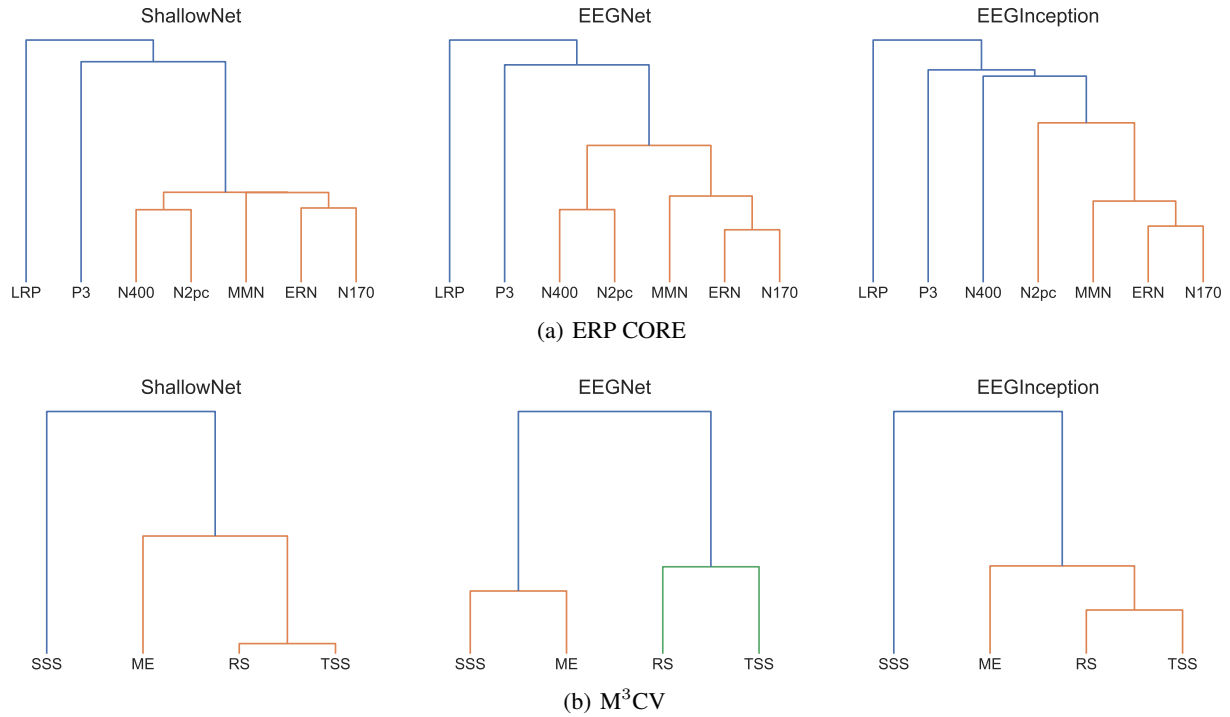 ShallowNet EEGNet EEGInception
LRP P3 N400 N2pc MMN ERN N170 LRP P3 N400 N2pc MMN ERN N170 LRP P3 N400 N2pc MMN ERN N170
(a) ERP CORE
ShallowNet EEGNet EEGInception
SSS ME RS TSS SSS ME RS TSS SSS ME RS TSS
(b) M³CV